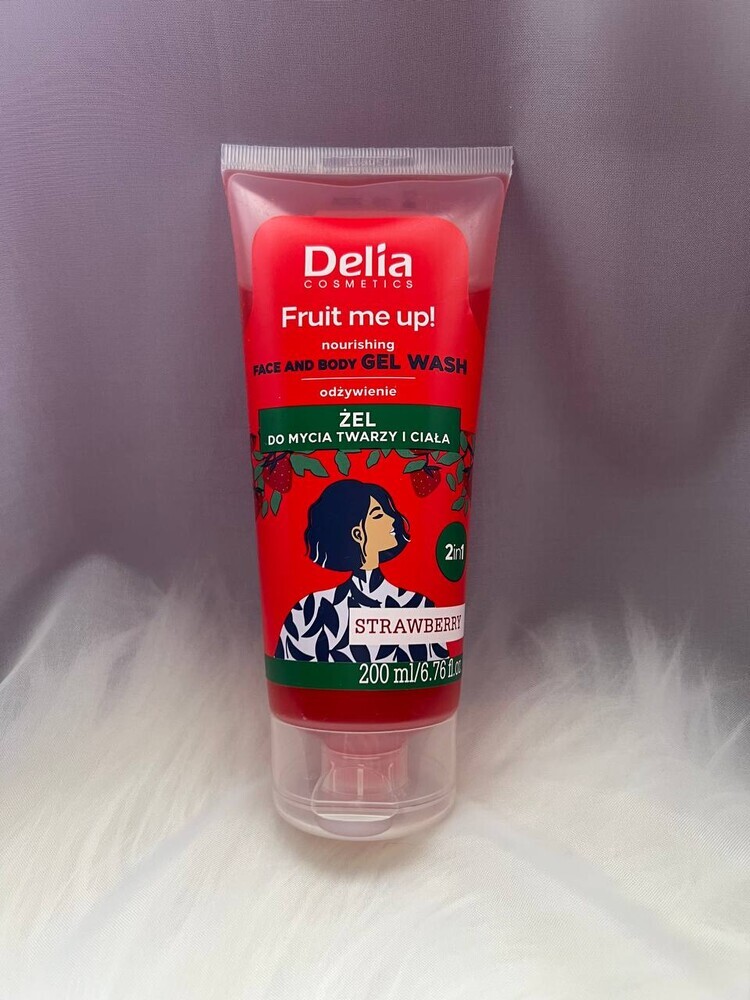 Delia
COSMETICS
Fruit me up!
nourishing
FACE AND BODY GEL WASH
odżywienie
ŻEL
DO MYCIA TWARZY I CIAŁA
2in1
STRAWBERRY
200 ml/6.76 fl.oz